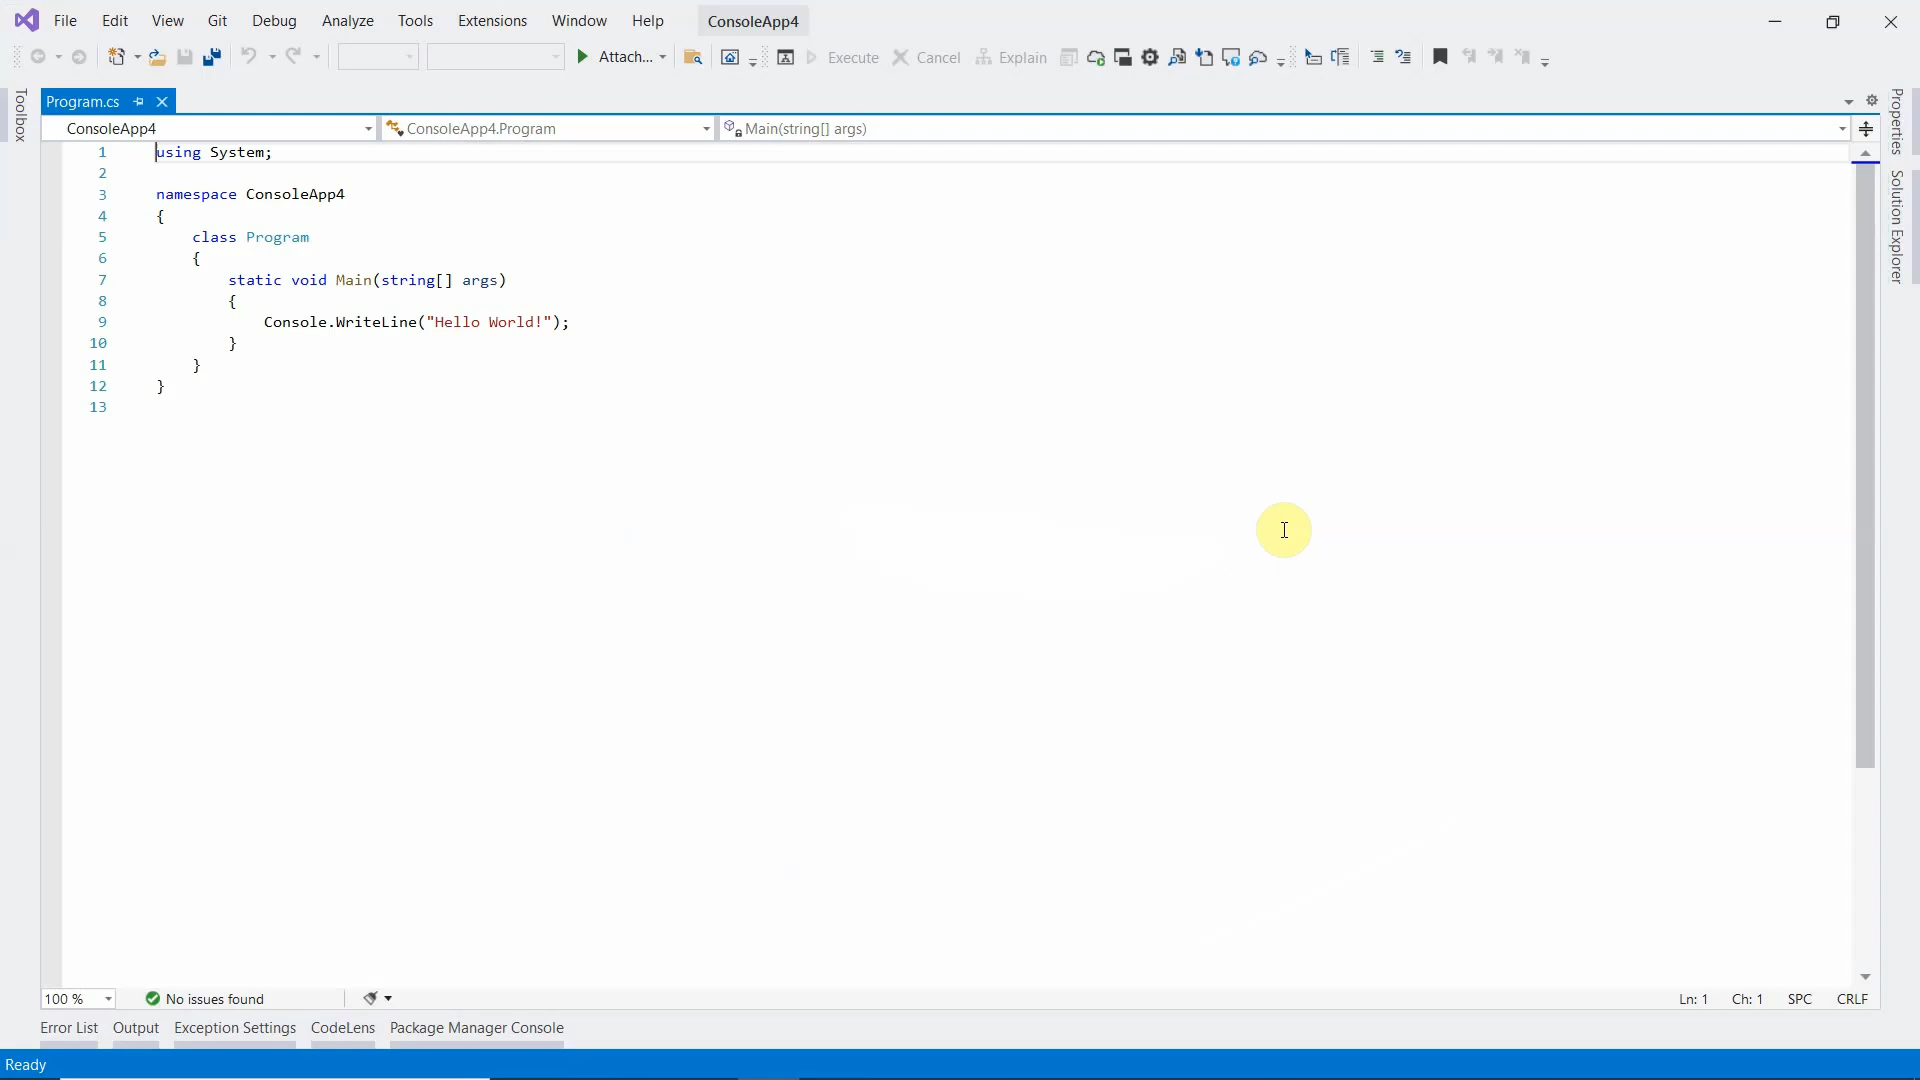 File Edit View Git Debug Analyze Tools Extensions Window Help ConsoleApp4
Attach... Execute Cancel Explain
Toolbox
Program.cs
ConsoleApp4 ConsoleApp4.Program Main(string[] args)
1 using System;
2
3 namespace ConsoleApp4
4 {
5 class Program
6 {
7 static void Main(string[] args)
8 {
9 Console.WriteLine("Hello World!");
10 }
11 }
12 }
13
Properties
Solution Explorer
100 % No issues found Ln: 1 Ch: 1 SPC CRLF
Error List Output Exception Settings CodeLens Package Manager Console
Ready